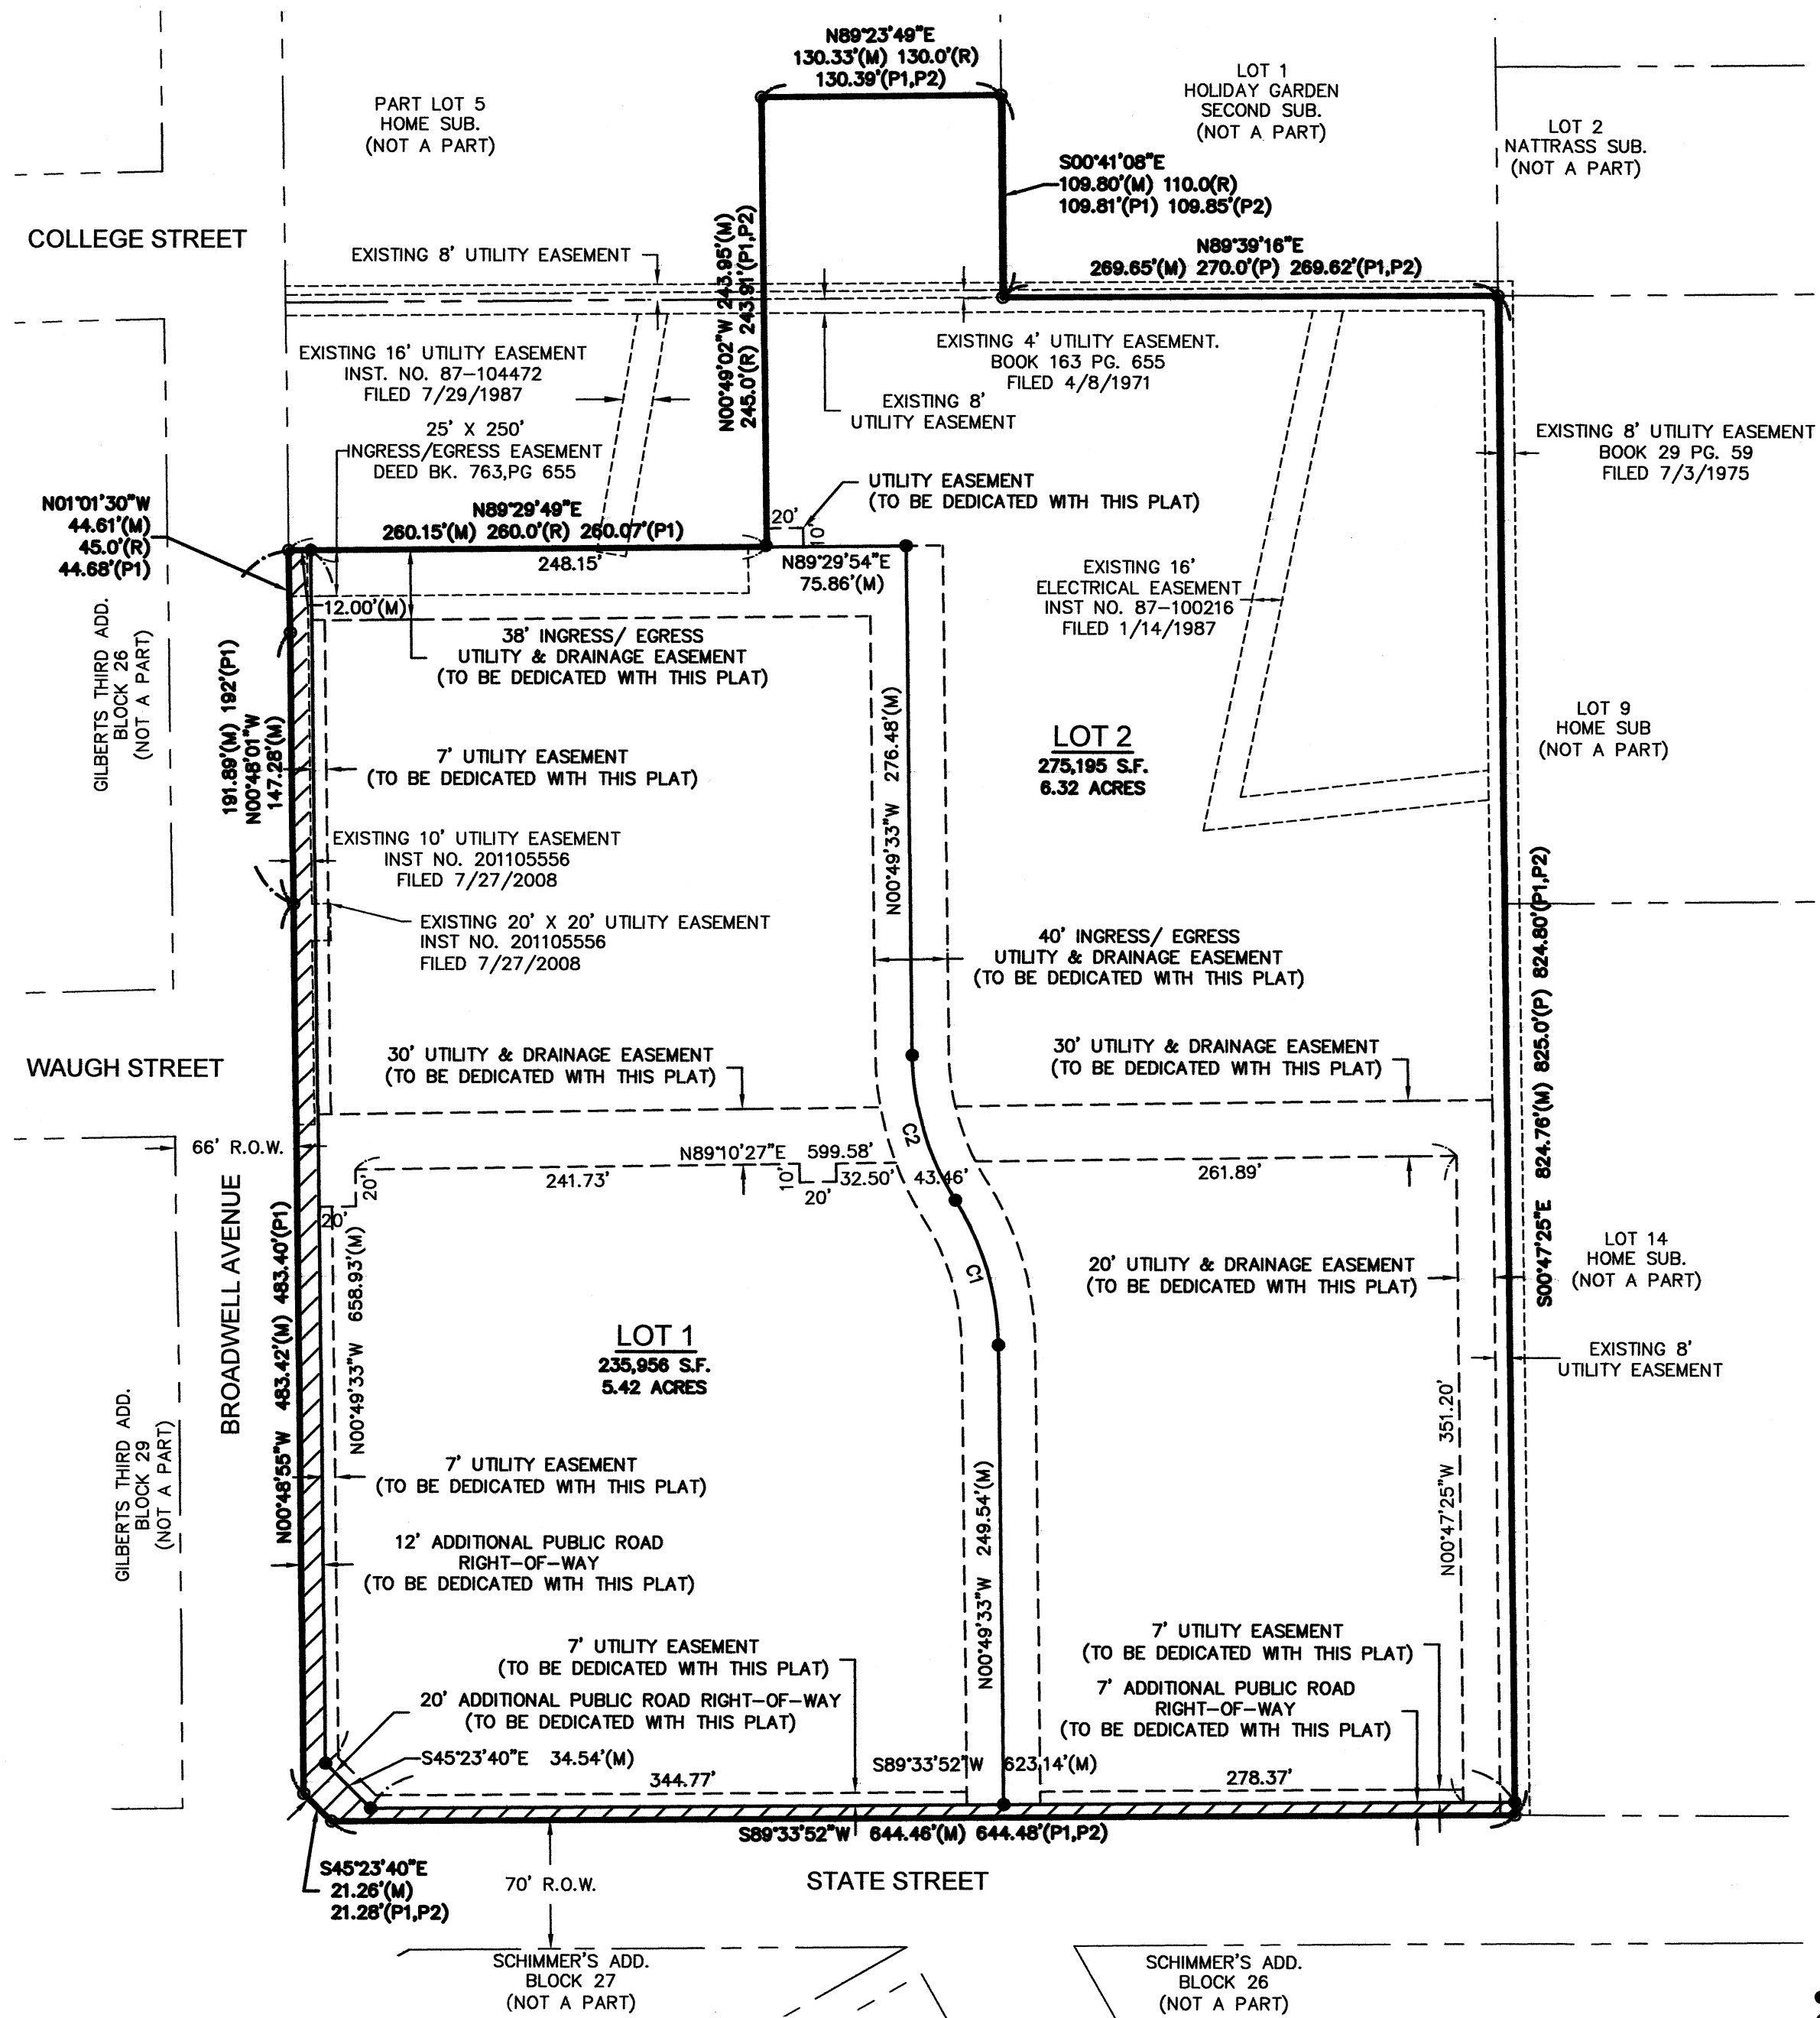 N89°23'49"E
130.33'(M) 130.0'(R)
130.39'(P1,P2)
PART LOT 5
HOME SUB.
(NOT A PART)
LOT 1
HOLIDAY GARDEN
SECOND SUB.
(NOT A PART)
LOT 2
NATTRASS SUB.
(NOT A PART)
S00°41'08"E
109.80'(M) 110.0(R)
109.81'(P1) 109.85'(P2)
COLLEGE STREET
EXISTING 8' UTILITY EASEMENT
N00°49'02"W 243.95'(M)
245.0'(R) 243.91'(P1,P2)
N89°39'16"E
269.65'(M) 270.0'(P) 269.62'(P1,P2)
EXISTING 16' UTILITY EASEMENT
INST. NO. 87-104472
FILED 7/29/1987
EXISTING 4' UTILITY EASEMENT.
BOOK 163 PG. 655
FILED 4/8/1971
EXISTING 8'
UTILITY EASEMENT
25' X 250'
INGRESS/EGRESS EASEMENT
DEED BK. 763,PG 655
EXISTING 8' UTILITY EASEMENT
BOOK 29 PG. 59
FILED 7/3/1975
UTILITY EASEMENT
(TO BE DEDICATED WITH THIS PLAT)
N01°01'30"W
44.61'(M)
45.0'(R)
44.68'(P1)
N89°29'49"E
260.15'(M) 260.0'(R) 260.07'(P1)
248.15'
20'
10'
N89°29'54"E
75.86'(M)
12.00'(M)
EXISTING 16'
ELECTRICAL EASEMENT
INST NO. 87-100216
FILED 1/14/1987
GILBERTS THIRD ADD.
BLOCK 26
(NOT A PART)
38' INGRESS/ EGRESS
UTILITY & DRAINAGE EASEMENT
(TO BE DEDICATED WITH THIS PLAT)
191.89'(M) 192'(P1)
N00°48'01"W
147.28'(M)
7' UTILITY EASEMENT
(TO BE DEDICATED WITH THIS PLAT)
N00°49'33"W 276.48'(M)
LOT 2
275,195 S.F.
6.32 ACRES
LOT 9
HOME SUB
(NOT A PART)
EXISTING 10' UTILITY EASEMENT
INST NO. 201105556
FILED 7/27/2008
EXISTING 20' X 20' UTILITY EASEMENT
INST NO. 201105556
FILED 7/27/2008
40' INGRESS/ EGRESS
UTILITY & DRAINAGE EASEMENT
(TO BE DEDICATED WITH THIS PLAT)
S00°47'25"E 824.76'(M) 825.0'(P) 824.80'(P1,P2)
WAUGH STREET
30' UTILITY & DRAINAGE EASEMENT
(TO BE DEDICATED WITH THIS PLAT)
30' UTILITY & DRAINAGE EASEMENT
(TO BE DEDICATED WITH THIS PLAT)
66' R.O.W.
C2
N89°10'27"E 599.58'
241.73'
10'
20'
32.50'
43.46'
261.89'
20'
20'
BROADWELL AVENUE
N00°48'55"W 483.42'(M) 483.40'(P1)
N00°49'33"W 658.93'(M)
C1
20' UTILITY & DRAINAGE EASEMENT
(TO BE DEDICATED WITH THIS PLAT)
LOT 14
HOME SUB.
(NOT A PART)
LOT 1
235,956 S.F.
5.42 ACRES
EXISTING 8'
UTILITY EASEMENT
GILBERTS THIRD ADD.
BLOCK 29
(NOT A PART)
7' UTILITY EASEMENT
(TO BE DEDICATED WITH THIS PLAT)
N00°49'33"W 249.54'(M)
N00°47'25"W 351.20'
12' ADDITIONAL PUBLIC ROAD
RIGHT-OF-WAY
(TO BE DEDICATED WITH THIS PLAT)
7' UTILITY EASEMENT
(TO BE DEDICATED WITH THIS PLAT)
7' UTILITY EASEMENT
(TO BE DEDICATED WITH THIS PLAT)
20' ADDITIONAL PUBLIC ROAD RIGHT-OF-WAY
(TO BE DEDICATED WITH THIS PLAT)
7' ADDITIONAL PUBLIC ROAD
RIGHT-OF-WAY
(TO BE DEDICATED WITH THIS PLAT)
S45°23'40"E 34.54'(M)
S89°33'52"W 623.14'(M)
344.77'
278.37'
S89°33'52"W 644.46'(M) 644.48'(P1,P2)
S45°23'40"E
21.26'(M)
21.28'(P1,P2)
70' R.O.W.
STATE STREET
SCHIMMER'S ADD.
BLOCK 27
(NOT A PART)
SCHIMMER'S ADD.
BLOCK 26
(NOT A PART)